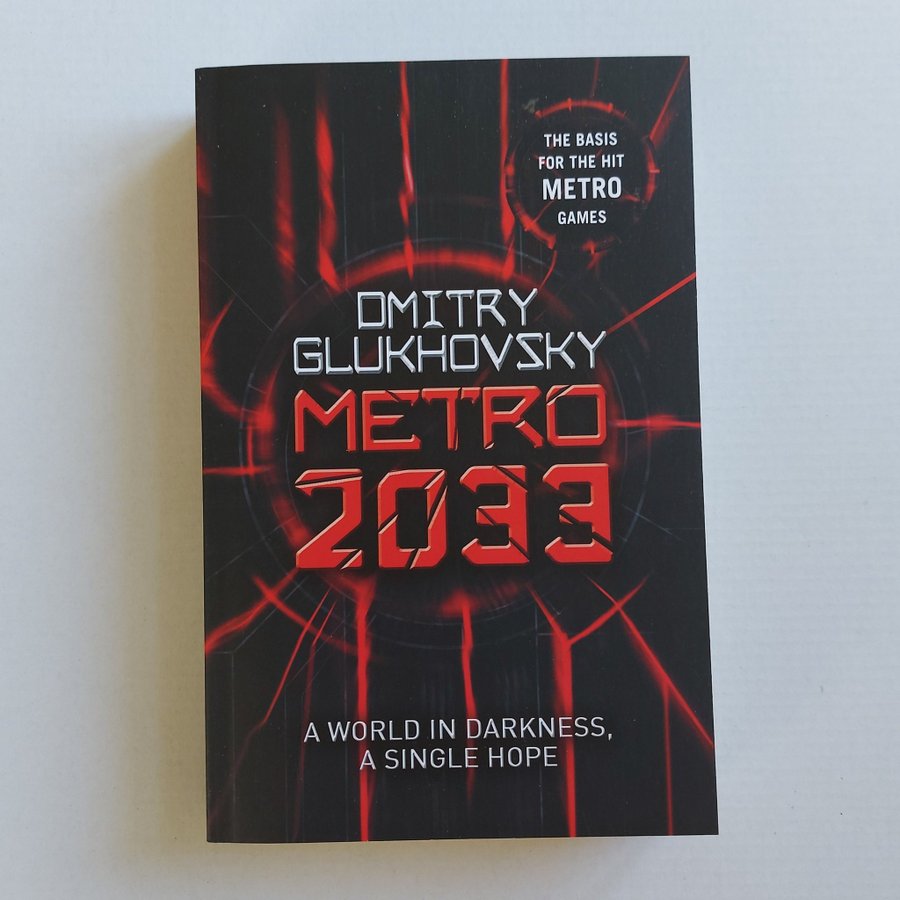 THE BASIS
FOR THE HIT
METRO
GAMES
DMITRY
GLUKHOVSKY
METRO
2033
A WORLD IN DARKNESS,
A SINGLE HOPE